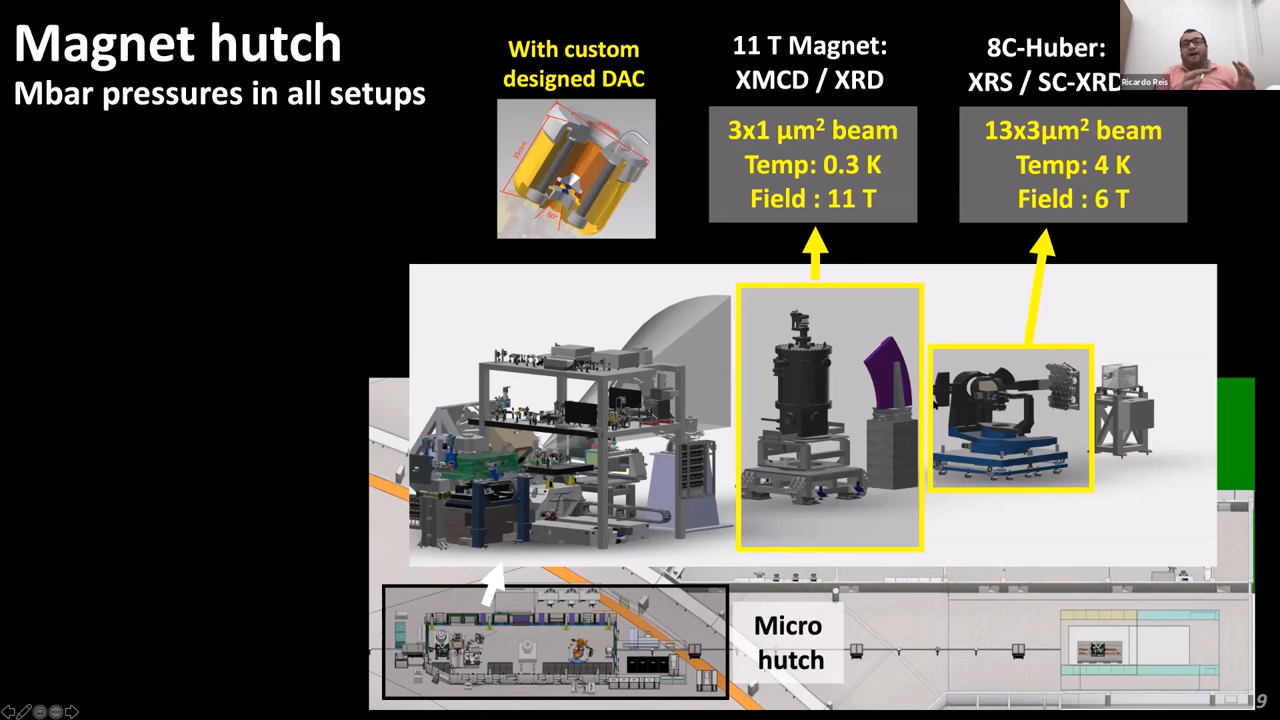 Magnet hutch
Mbar pressures in all setups
With custom
designed DAC
35mm
60°
11 T Magnet:
XMCD / XRD
3x1 µm² beam
Temp: 0.3 K
Field : 11 T
8C-Huber:
XRS / SC-XRD
13x3µm² beam
Temp: 4 K
Field : 6 T
Ricardo Reis
Micro
hutch
9